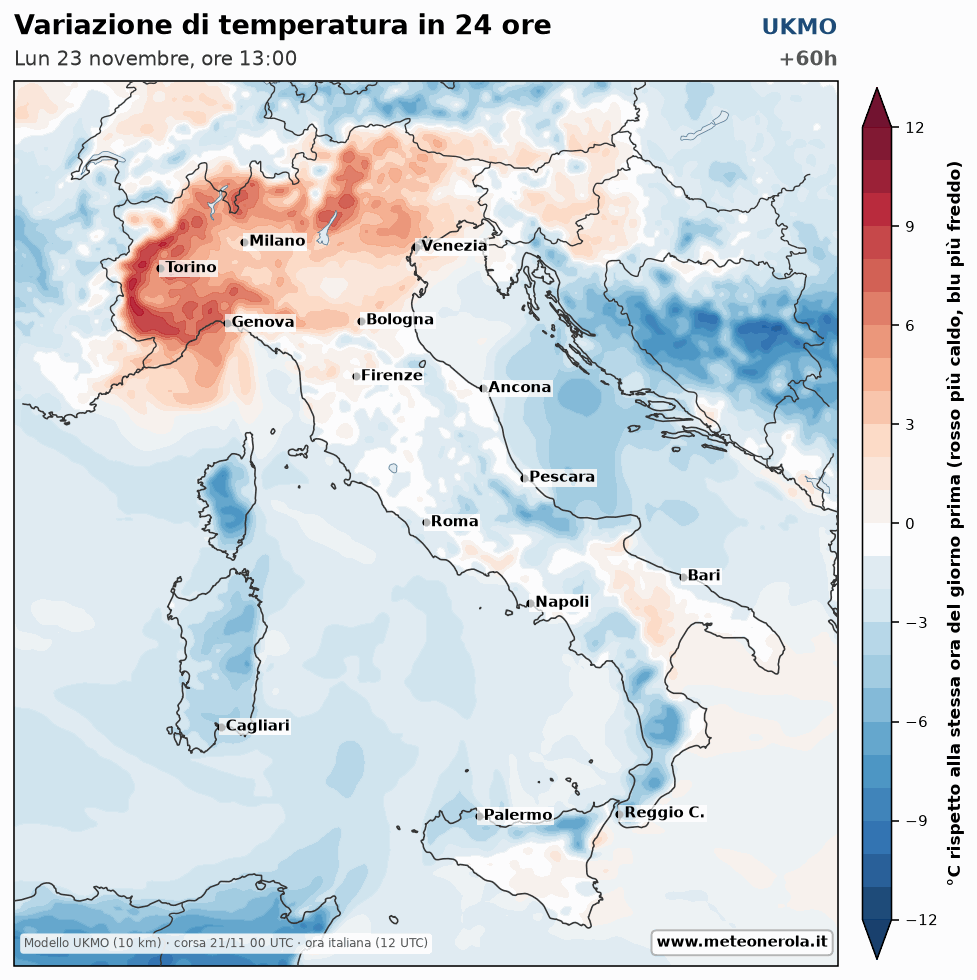 Variazione di temperatura in 24 ore
UKMO
Lun 23 novembre, ore 13:00
+60h
Milano
Venezia
Torino
Genova
Bologna
Firenze
Ancona
Pescara
Roma
Bari
Napoli
Cagliari
Palermo
Reggio C.
12
9
6
3
0
−3
−6
−9
−12
°C rispetto alla stessa ora del giorno prima (rosso più caldo, blu più freddo)
Modello UKMO (10 km) · corsa 21/11 00 UTC · ora italiana (12 UTC)
www.meteonerola.it